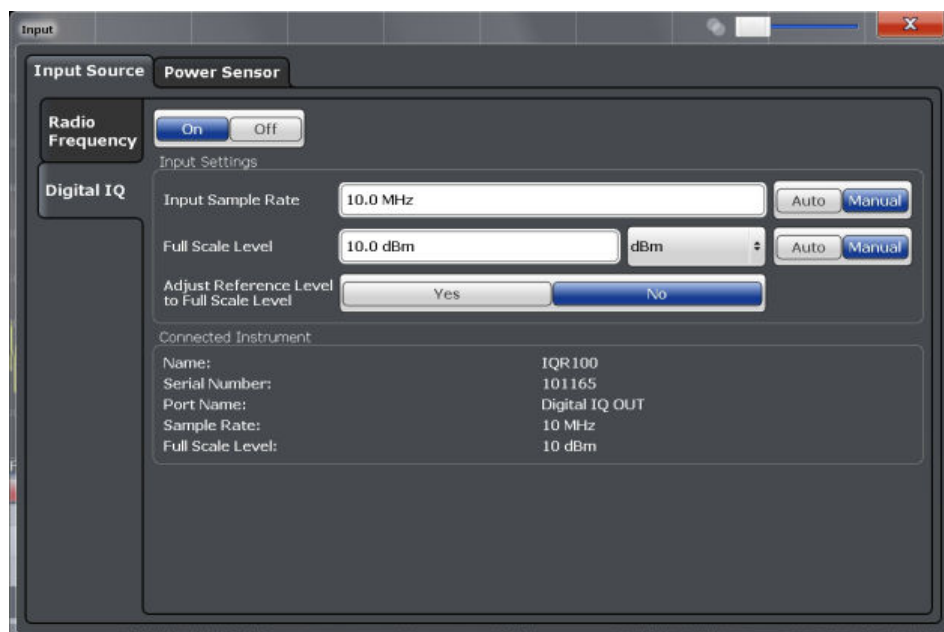 Input
X
Input Source Power Sensor
Radio Frequency
On Off
Digital IQ
Input Settings
Input Sample Rate 10.0 MHz Auto Manual
Full Scale Level 10.0 dBm dBm Auto Manual
Adjust Reference Level
to Full Scale Level Yes No
Connected Instrument
Name: IQR100
Serial Number: 101165
Port Name: Digital IQ OUT
Sample Rate: 10 MHz
Full Scale Level: 10 dBm